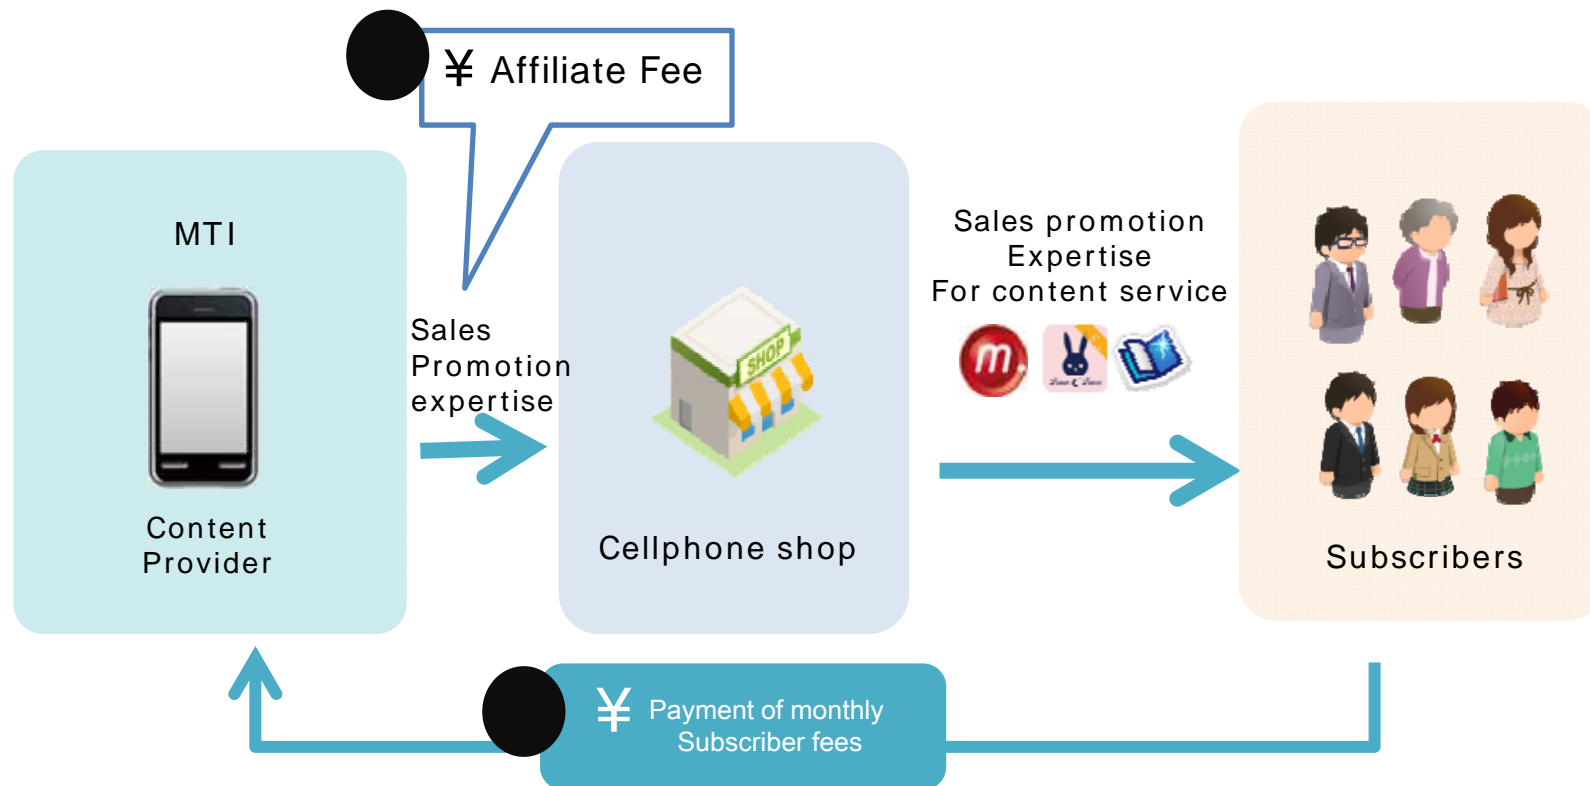 ¥ Affiliate Fee
MTI
Content
Provider
Sales
Promotion
expertise
SHOP
Cellphone shop
Sales promotion
Expertise
For content service
m
Subscribers
¥ Payment of monthly
Subscriber fees